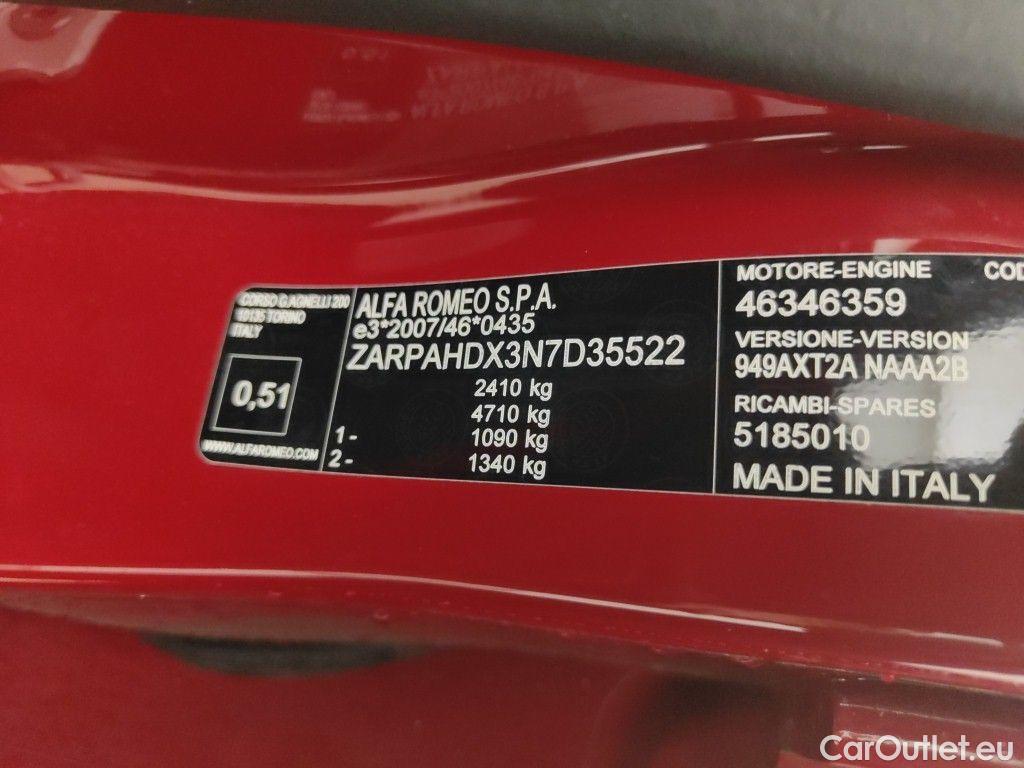 CORSO G.AGNELLI 200
10135 TORINO
ITALY
0,51
WWW.ALFAROMEO.COM
ALFA ROMEO S.P.A.
e3*2007/46*0435
ZARPAHDX3N7D35522
2410 kg
4710 kg
1- 1090 kg
2- 1340 kg
MOTORE-ENGINE COD
46346359
VERSIONE-VERSION
949AXT2A NAAA2B
RICAMBI-SPARES
5185010
MADE IN ITALY
CarOutlet.eu